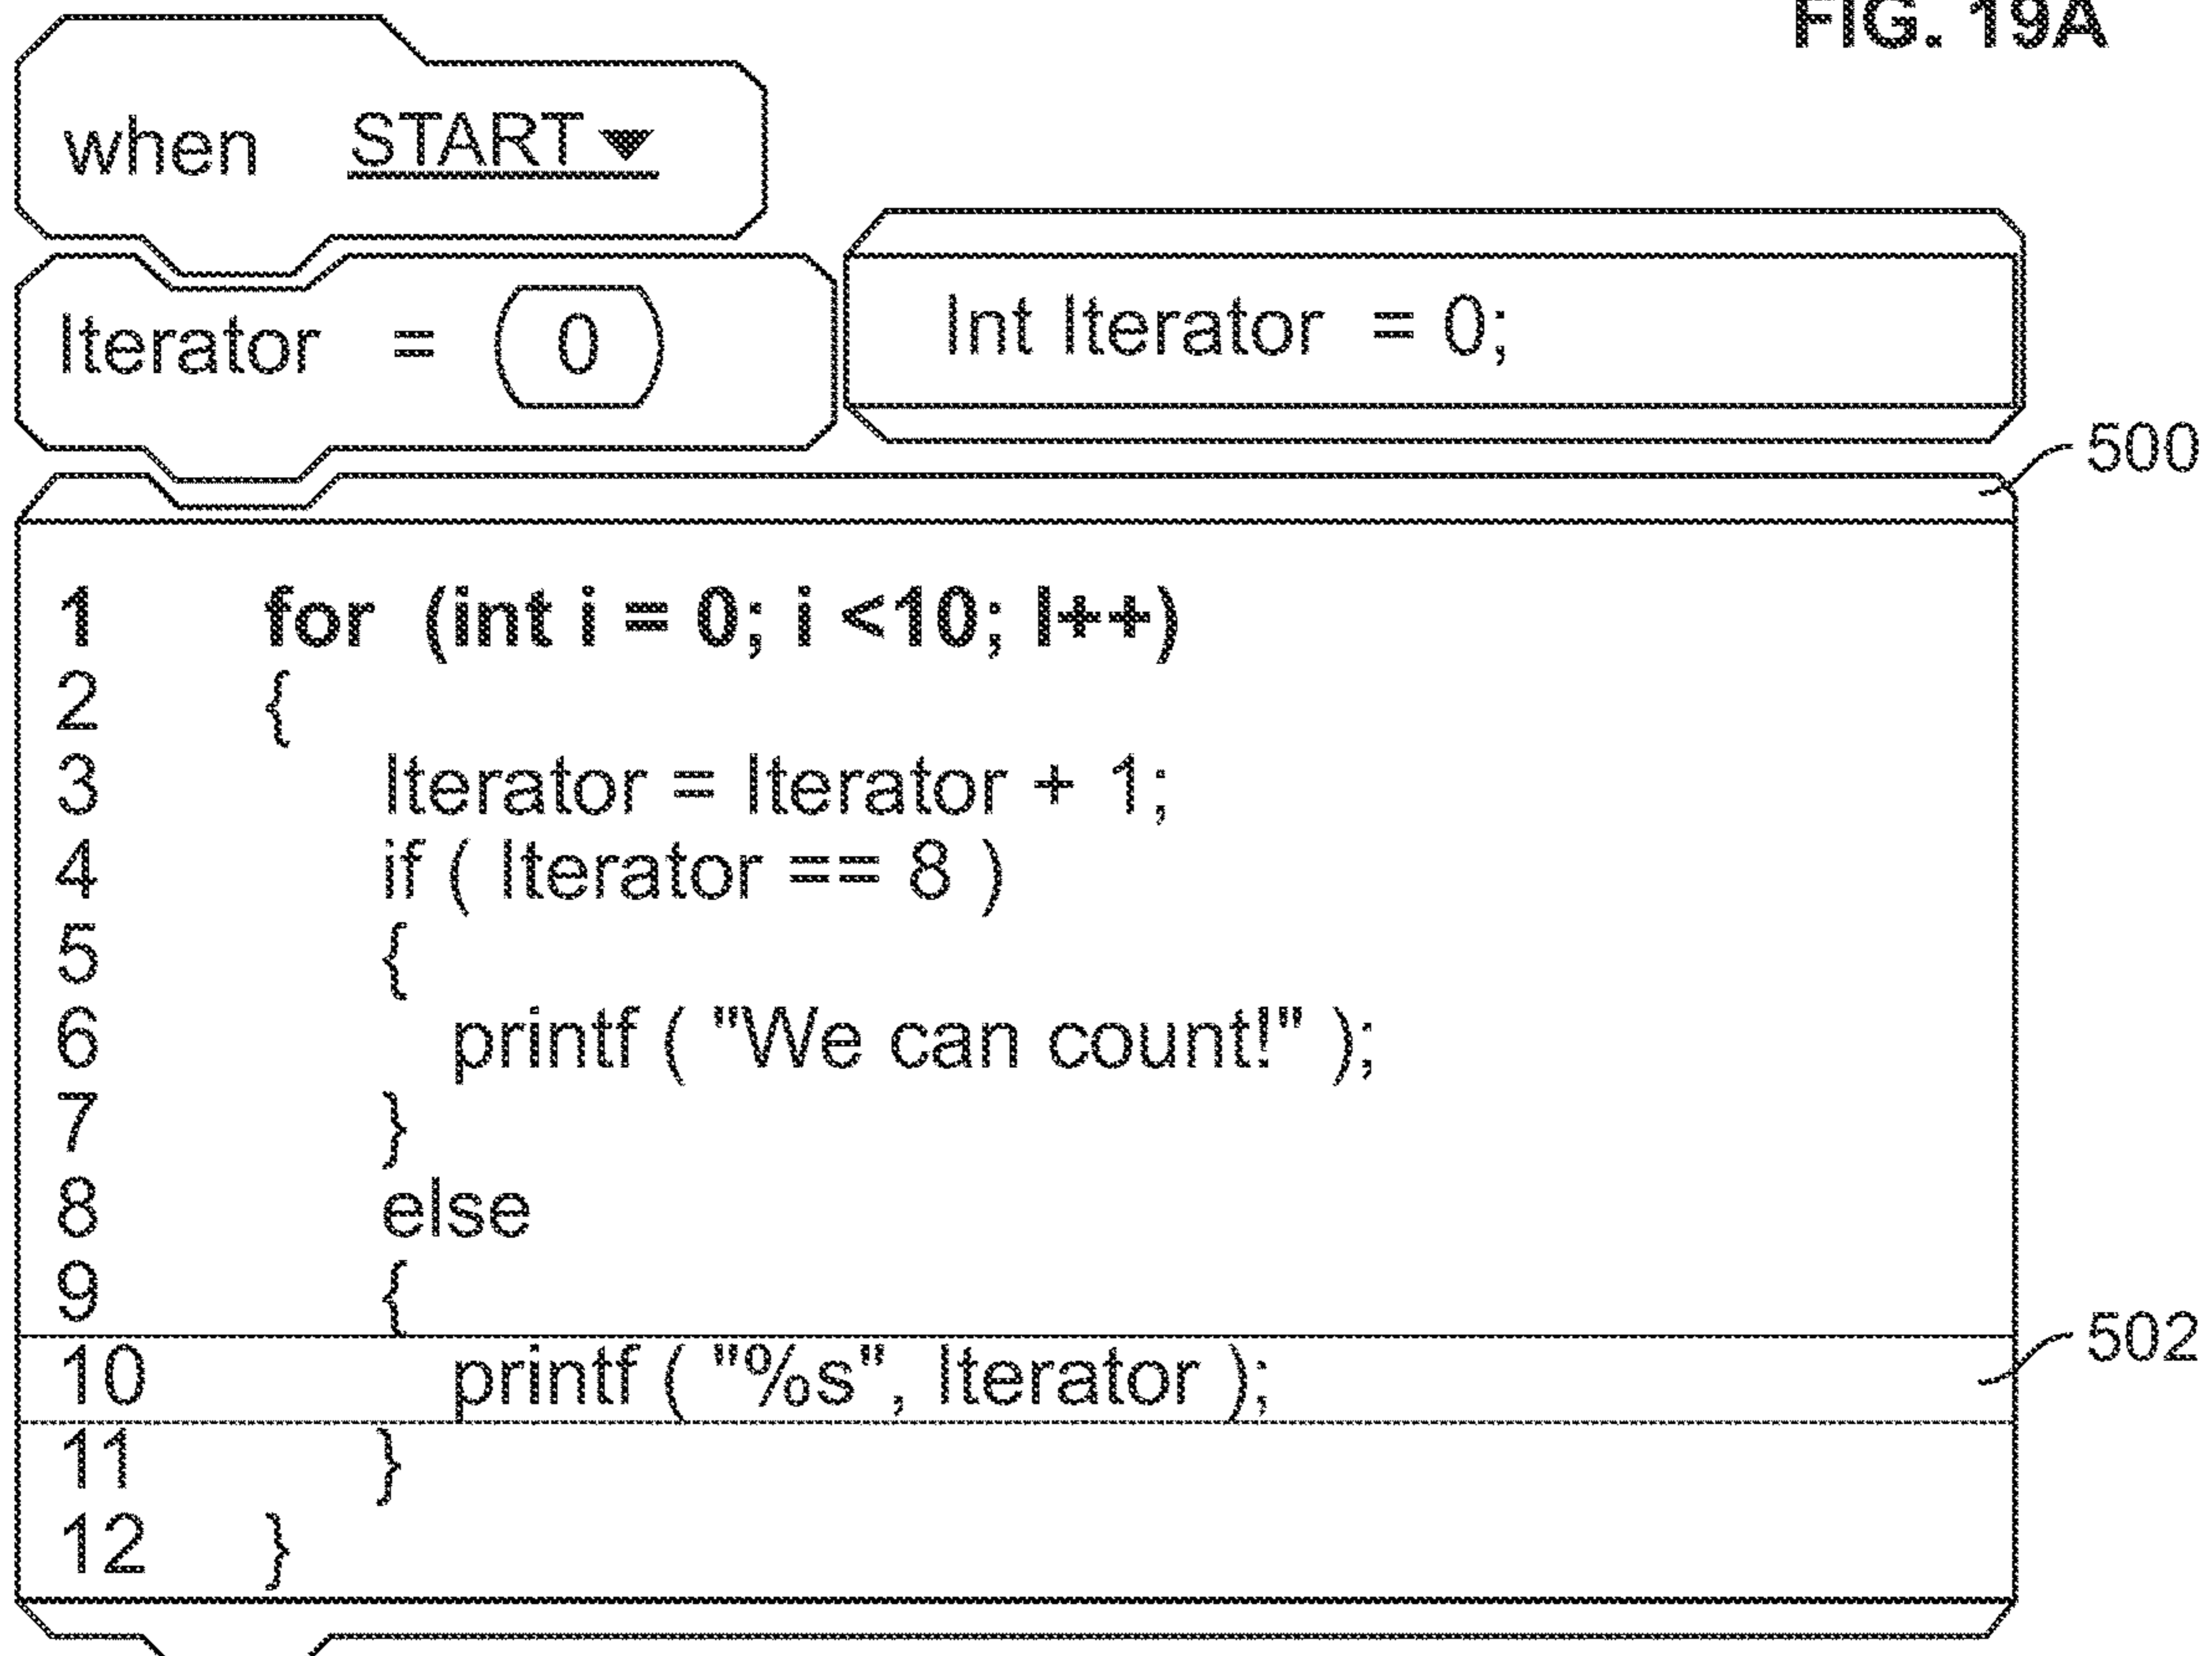 FIG. 19A
when START
Iterator = 0
Int Iterator = 0;
500
1 for (int i = 0; i <10; I++)
2 {
3 Iterator = Iterator + 1;
4 if ( Iterator == 8 )
5 {
6 printf ( "We can count!" );
7 }
8 else
9 {
10 printf ( "%s", Iterator );
502
11 }
12 }